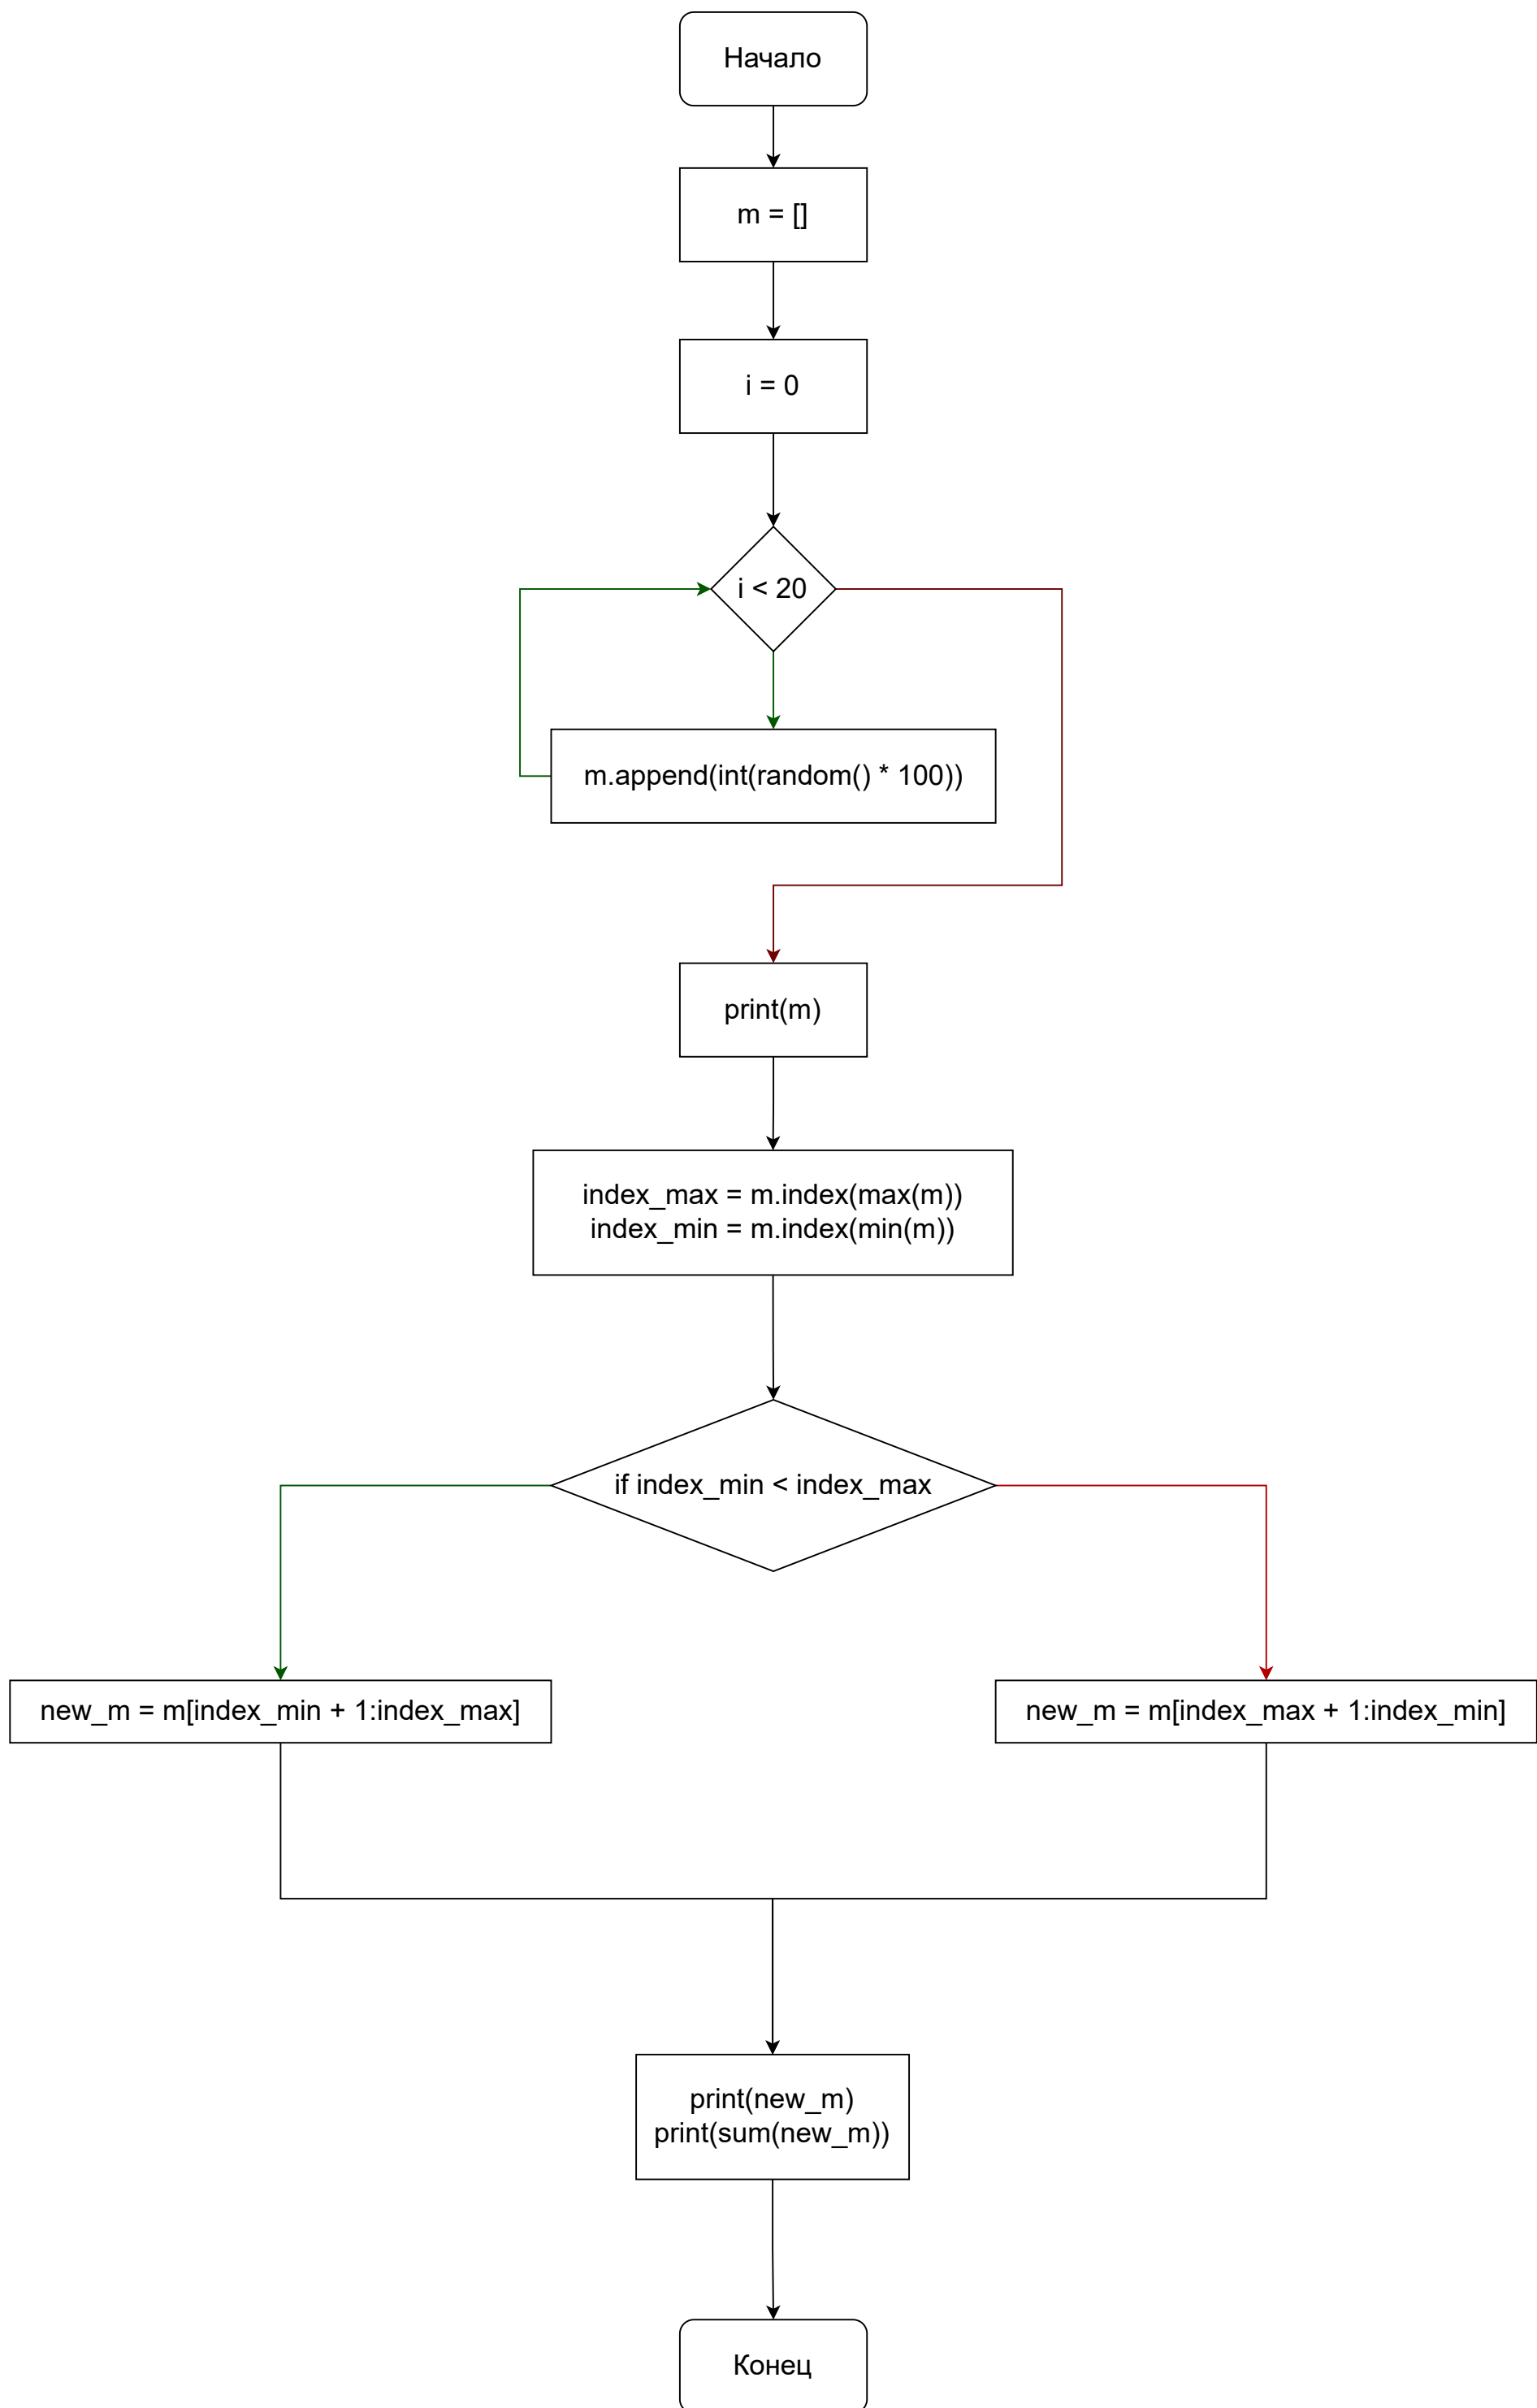 Начало
m = []
i = 0
i < 20
m.append(int(random() * 100))
print(m)
index_max = m.index(max(m))
index_min = m.index(min(m))
if index_min < index_max
new_m = m[index_min + 1:index_max]
new_m = m[index_max + 1:index_min]
print(new_m)
print(sum(new_m))
Конец